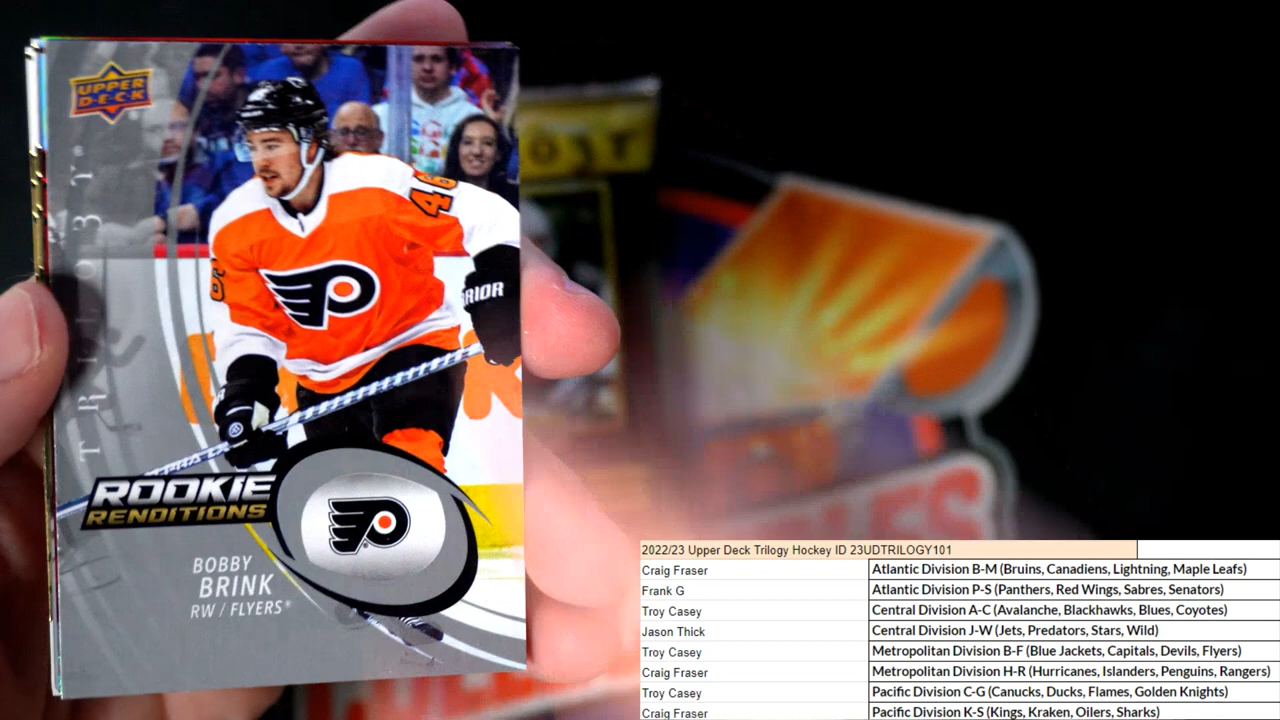 UPPER
DECK
TRILOGY
46
WARRIOR
ROOKIE
RENDITIONS
BOBBY
BRINK
RW / FLYERS®
2022/23 Upper Deck Trilogy Hockey ID 23UDTRILOGY101
Craig Fraser Atlantic Division B-M (Bruins, Canadiens, Lightning, Maple Leafs)
Frank G Atlantic Division P-S (Panthers, Red Wings, Sabres, Senators)
Troy Casey Central Division A-C (Avalanche, Blackhawks, Blues, Coyotes)
Jason Thick Central Division J-W (Jets, Predators, Stars, Wild)
Troy Casey Metropolitan Division B-F (Blue Jackets, Capitals, Devils, Flyers)
Craig Fraser Metropolitan Division H-R (Hurricanes, Islanders, Penguins, Rangers)
Troy Casey Pacific Division C-G (Canucks, Ducks, Flames, Golden Knights)
Craig Fraser Pacific Division K-S (Kings, Kraken, Oilers, Sharks)